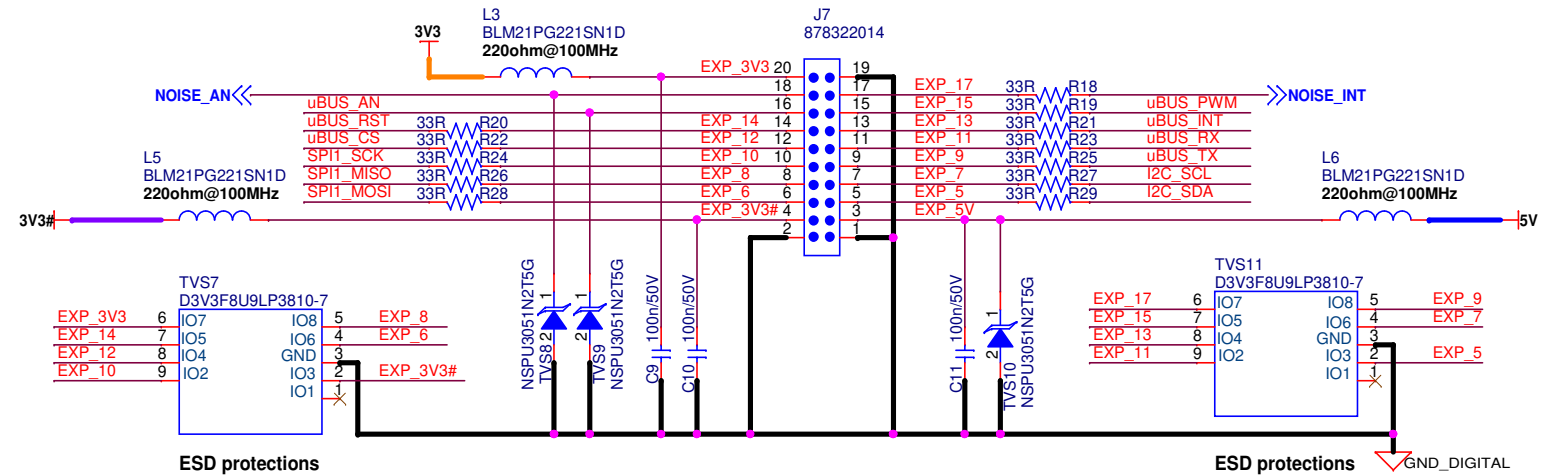 L3
BLM21PG221SN1D
220ohm@100MHz
3V3
J7
878322014
EXP_3V3 20 19
NOISE_AN 18 17 EXP_17 33R R18 NOISE_INT
uBUS_AN 16 15 EXP_15 33R R19 uBUS_PWM
uBUS_RST 33R R20 EXP_14 14 13 EXP_13 33R R21 uBUS_INT
uBUS_CS 33R R22 EXP_12 12 11 EXP_11 33R R23 uBUS_RX
SPI1_SCK 33R R24 EXP_10 10 9 EXP_9 33R R25 uBUS_TX
SPI1_MISO 33R R26 EXP_8 8 7 EXP_7 33R R27 I2C_SCL
SPI1_MOSI 33R R28 EXP_6 6 5 EXP_5 33R R29 I2C_SDA
EXP_3V3# 4 3 EXP_5V
2 1
L5
BLM21PG221SN1D
220ohm@100MHz
3V3#
L6
BLM21PG221SN1D
220ohm@100MHz
5V
TVS7
D3V3F8U9LP3810-7
EXP_3V3 6 IO7 IO8 5 EXP_8
EXP_14 7 IO5 IO6 4 EXP_6
EXP_12 8 IO4 GND 3
EXP_10 9 IO2 IO3 2 EXP_3V3#
IO1 1
ESD protections
1 2 TVS8 NSPU3051N2T5G
1 2 TVS9 NSPU3051N2T5G
C9 100n/50V
C10 100n/50V
C11 100n/50V
1 2 TVS10 NSPU3051N2T5G
TVS11
D3V3F8U9LP3810-7
EXP_17 6 IO7 IO8 5 EXP_9
EXP_15 7 IO5 IO6 4 EXP_7
EXP_13 8 IO4 GND 3
EXP_11 9 IO2 IO3 2 EXP_5
IO1 1
ESD protections
GND_DIGITAL